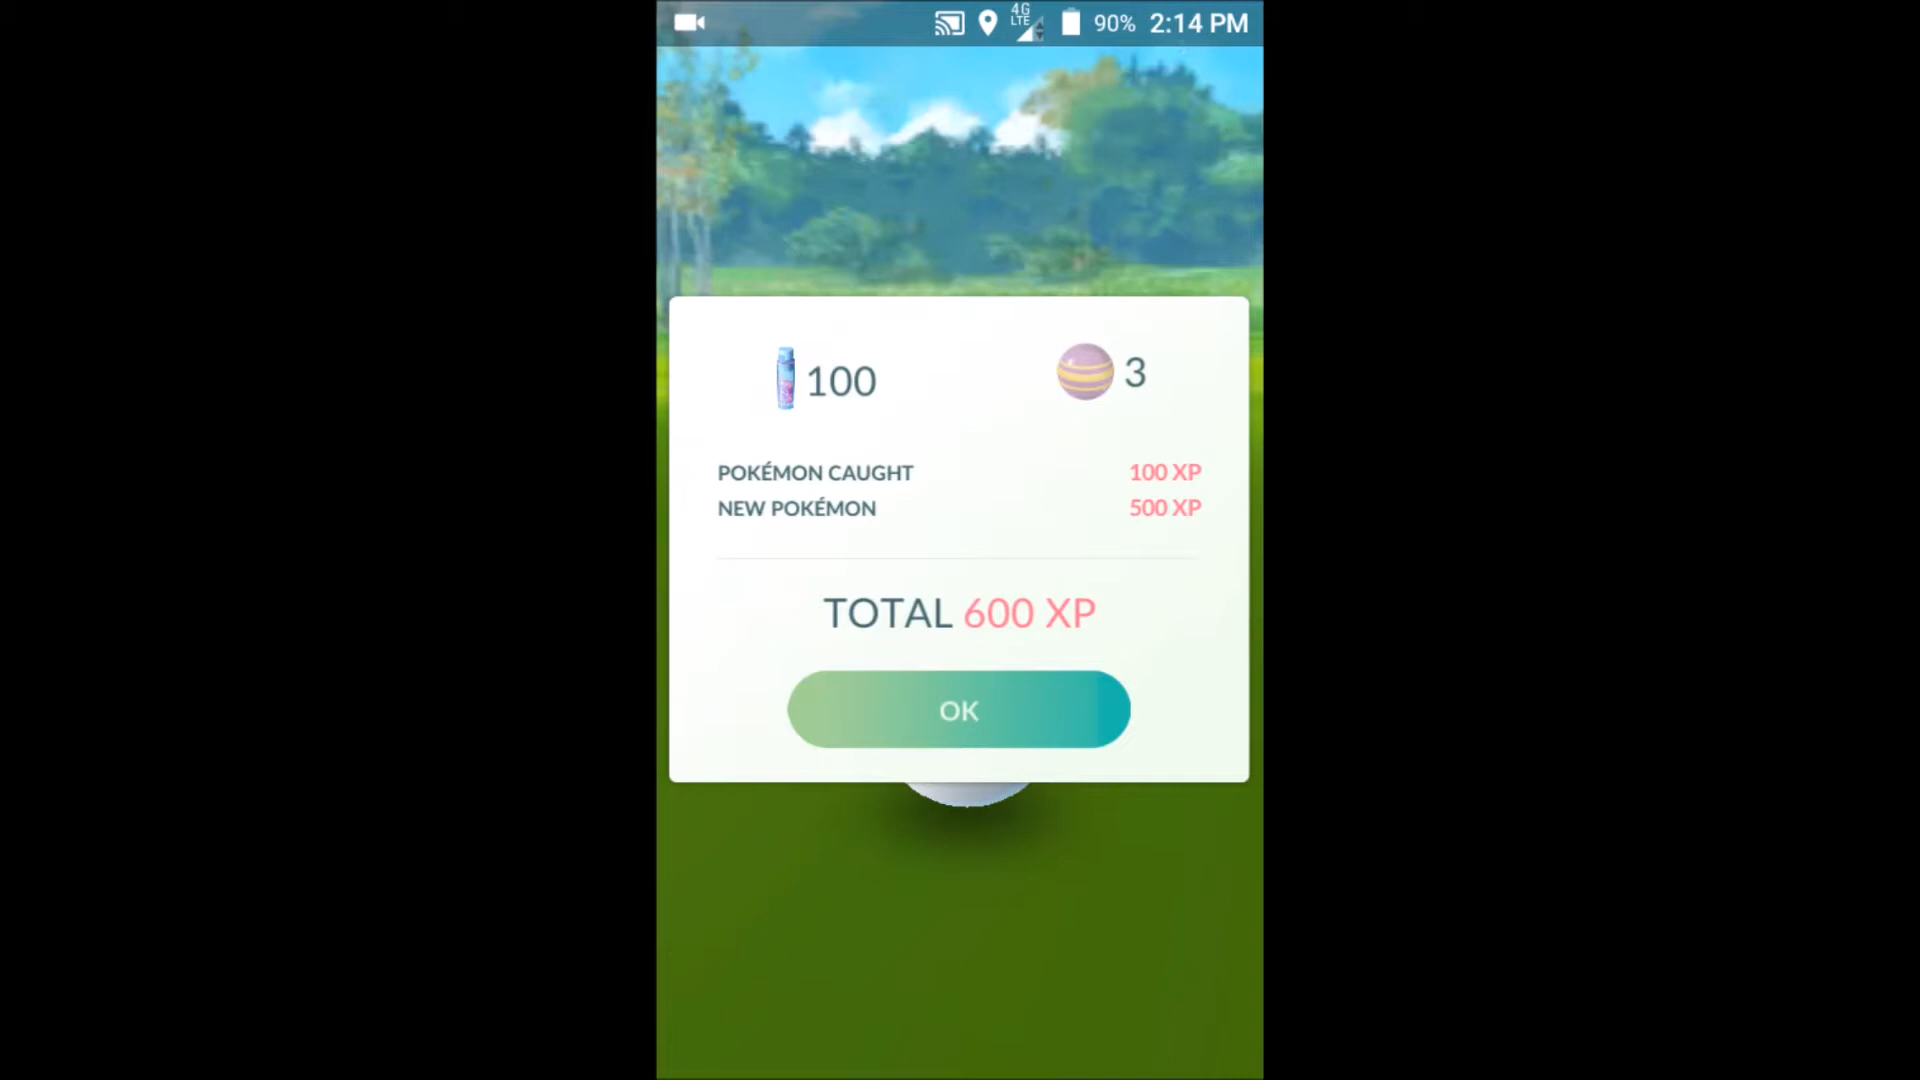 4G
LTE
90% 2:14 PM
100
3
POKÉMON CAUGHT 100 XP
NEW POKÉMON 500 XP
TOTAL 600 XP
OK